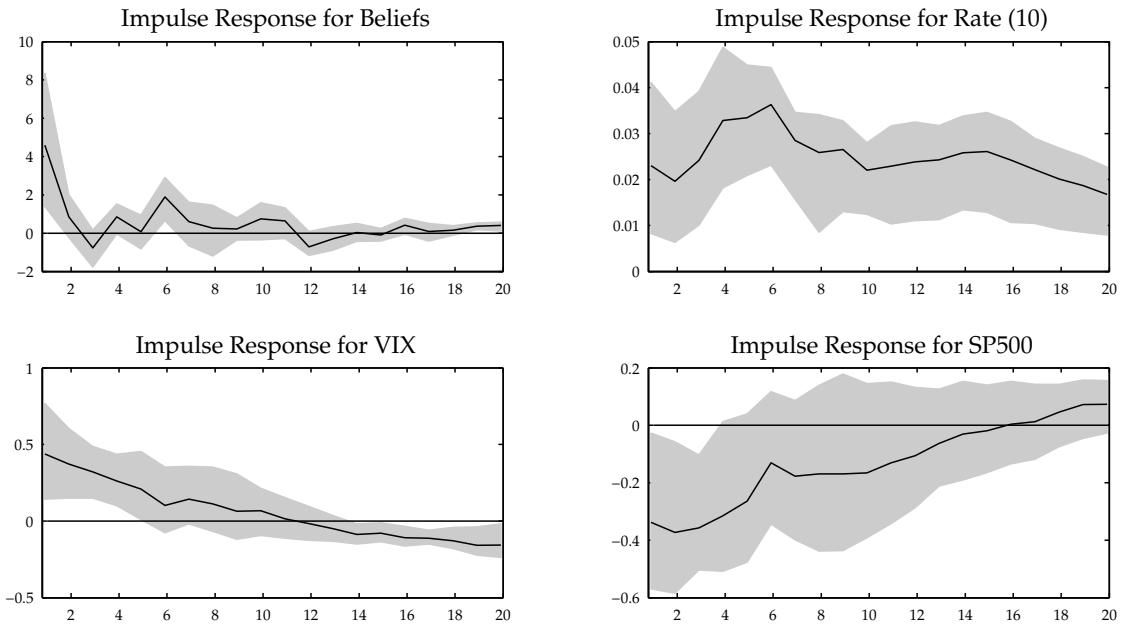 Impulse Response for Beliefs
10
8
6
4
2
0
−2
2 4 6 8 10 12 14 16 18 20
Impulse Response for Rate (10)
0.05
0.04
0.03
0.02
0.01
0
2 4 6 8 10 12 14 16 18 20
Impulse Response for VIX
1
0.5
0
−0.5
2 4 6 8 10 12 14 16 18 20
Impulse Response for SP500
0.2
0
−0.2
−0.4
−0.6
2 4 6 8 10 12 14 16 18 20